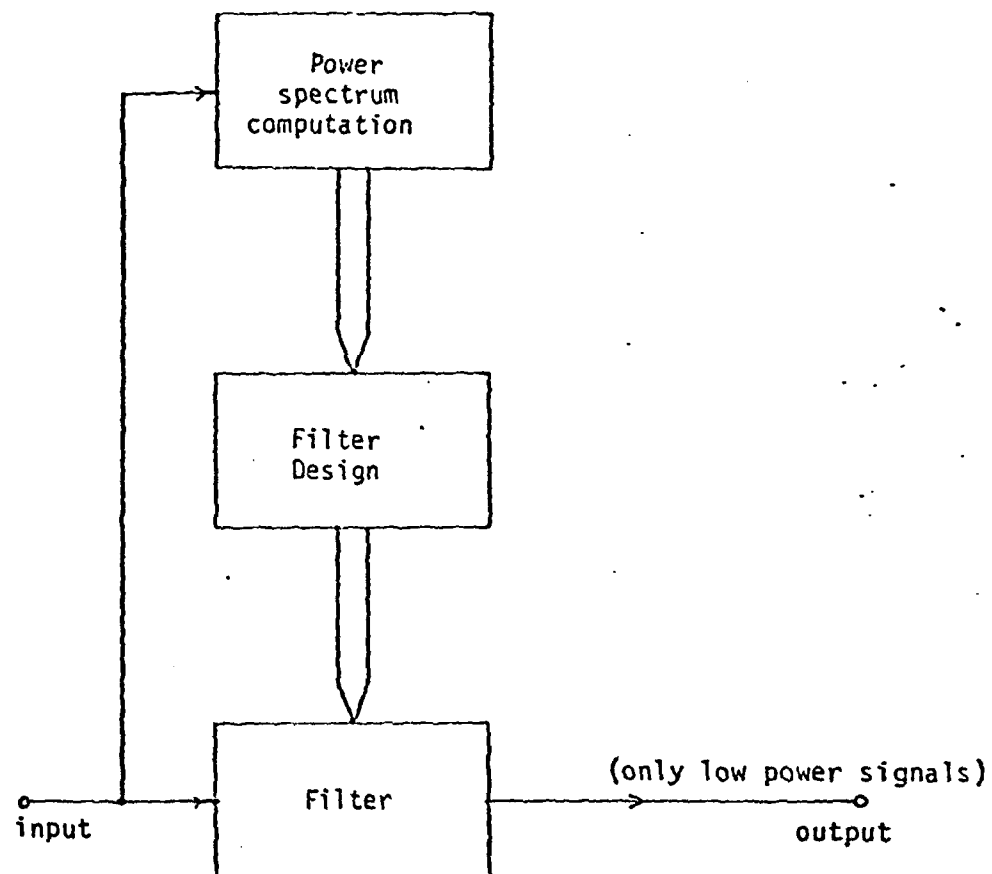 Power
spectrum
computation
Filter
Design
Filter
(only low power signals)
input
output